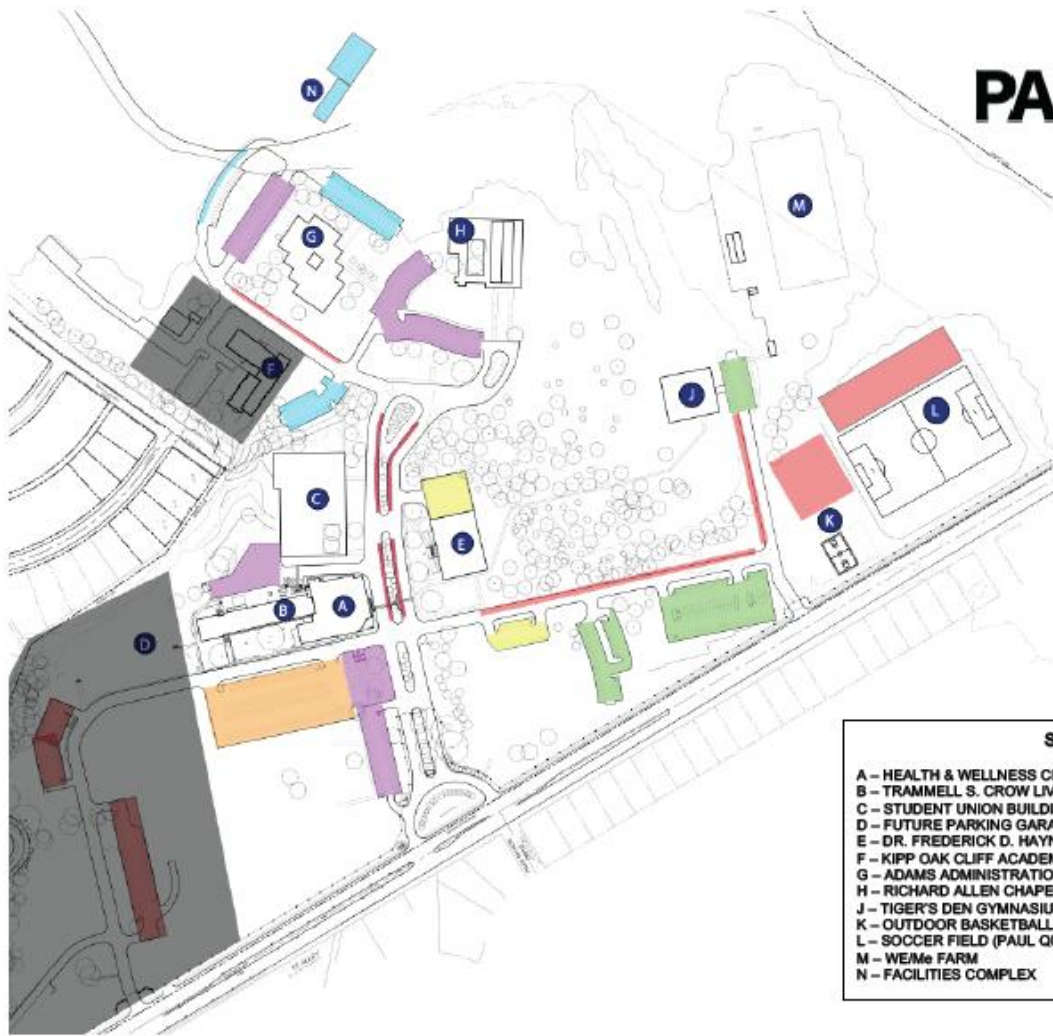 PA
N
M
H
G
F
J
L
C
K
E
B
A
D
S
A – HEALTH & WELLNESS C
B – TRAMMELL S. CROW LIV
C – STUDENT UNION BUILDI
D – FUTURE PARKING GARA
E – DR. FREDERICK D. HAYN
F – KIPP OAK CLIFF ACADEM
G – ADAMS ADMINISTRATIO
H – RICHARD ALLEN CHAPE
J – TIGER'S DEN GYMNASIU
K – OUTDOOR BASKETBALL
L – SOCCER FIELD (PAUL Q
M – WE/Me FARM
N – FACILITIES COMPLEX